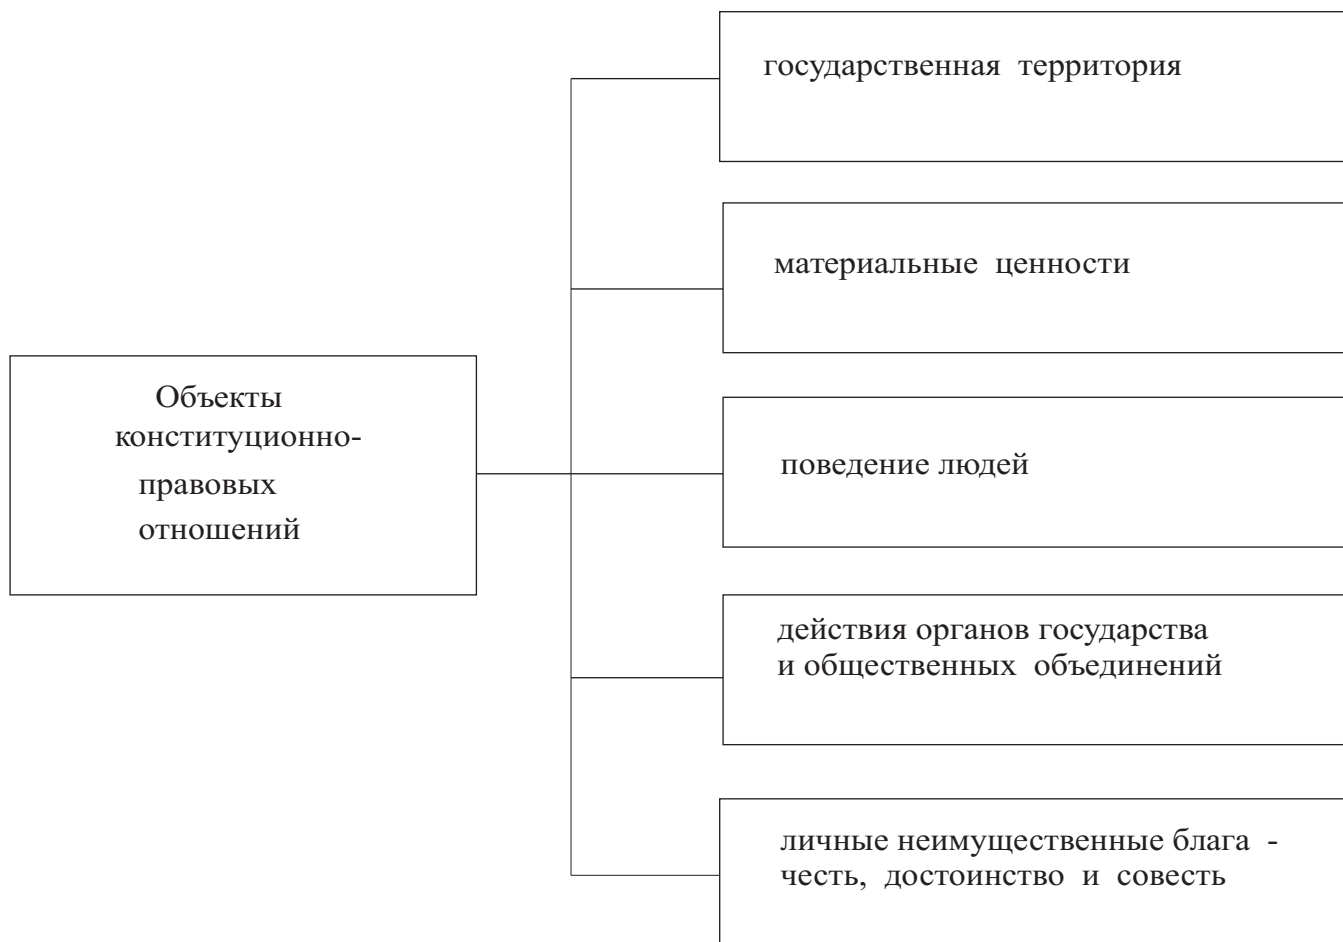 государственная территория
материальные ценности
Объекты
конституционно-
правовых
отношений
поведение людей
действия органов государства
и общественных объединений
личные неимущественные блага -
честь, достоинство и совесть